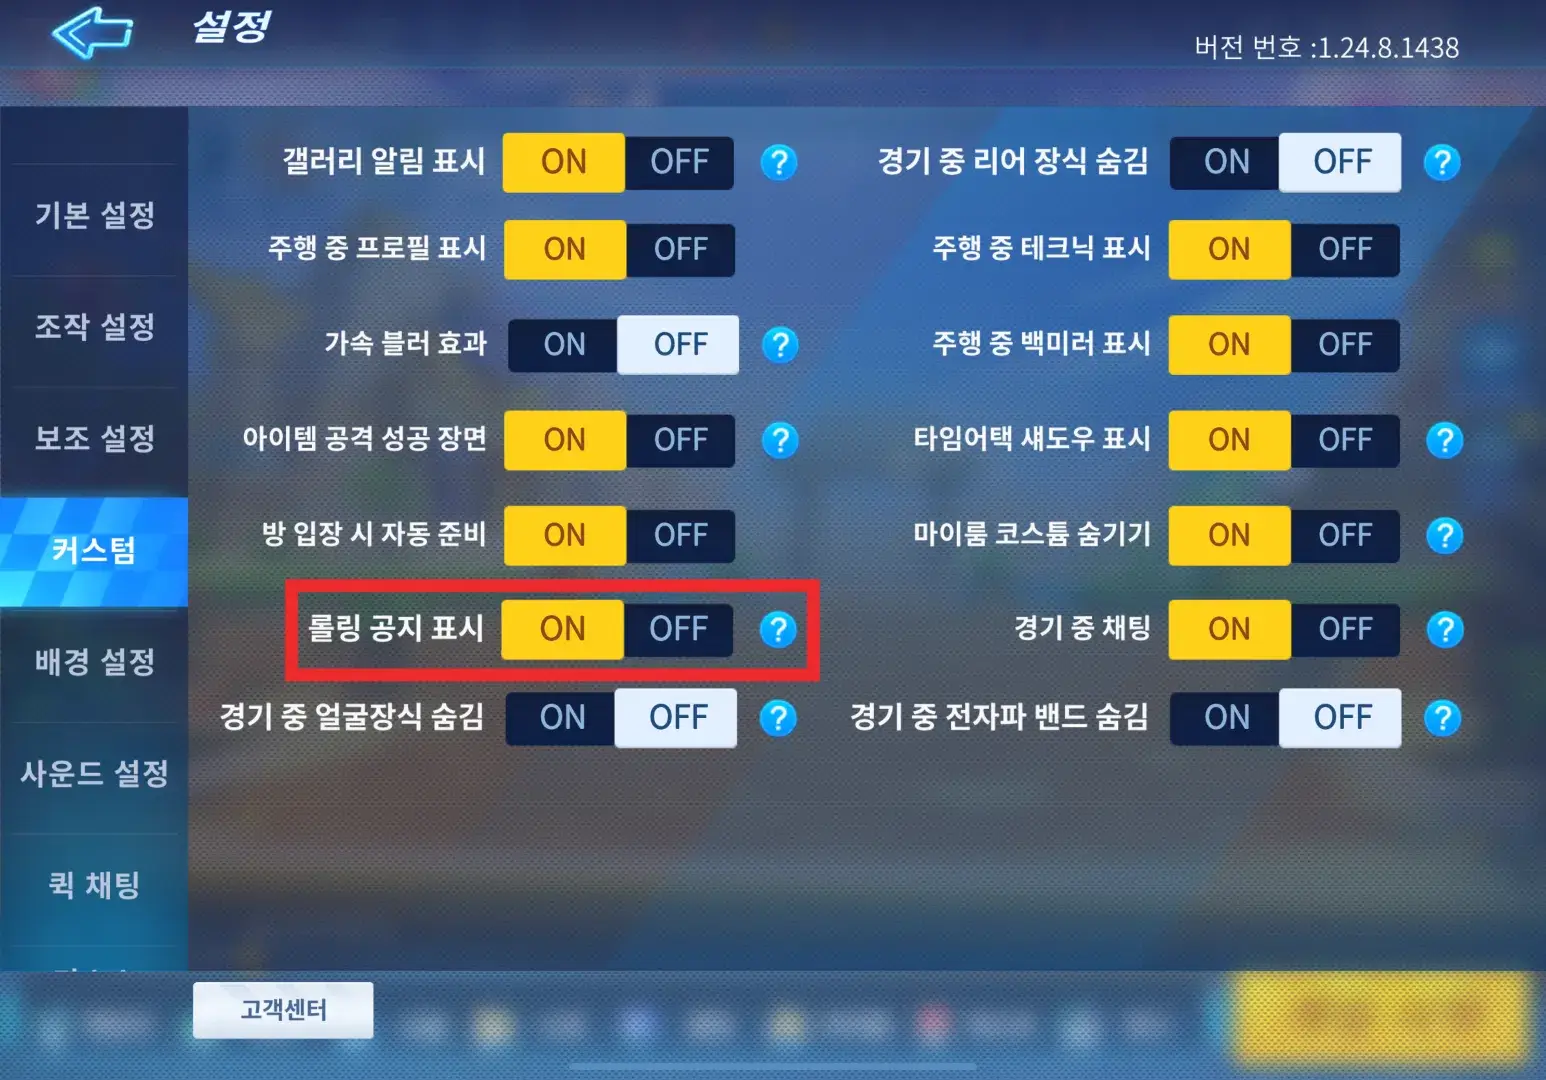 설정
버전 번호 :1.24.8.1438
기본 설정
조작 설정
보조 설정
커스텀
배경 설정
사운드 설정
퀵 채팅
갤러리 알림 표시 ON OFF ?
경기 중 리어 장식 숨김 ON OFF ?
주행 중 프로필 표시 ON OFF
주행 중 테크닉 표시 ON OFF
가속 블러 효과 ON OFF ?
주행 중 백미러 표시 ON OFF
아이템 공격 성공 장면 ON OFF ?
타임어택 섀도우 표시 ON OFF ?
방 입장 시 자동 준비 ON OFF
마이룸 코스튬 숨기기 ON OFF ?
롤링 공지 표시 ON OFF ?
경기 중 채팅 ON OFF ?
경기 중 얼굴장식 숨김 ON OFF ?
경기 중 전자파 밴드 숨김 ON OFF ?
고객센터